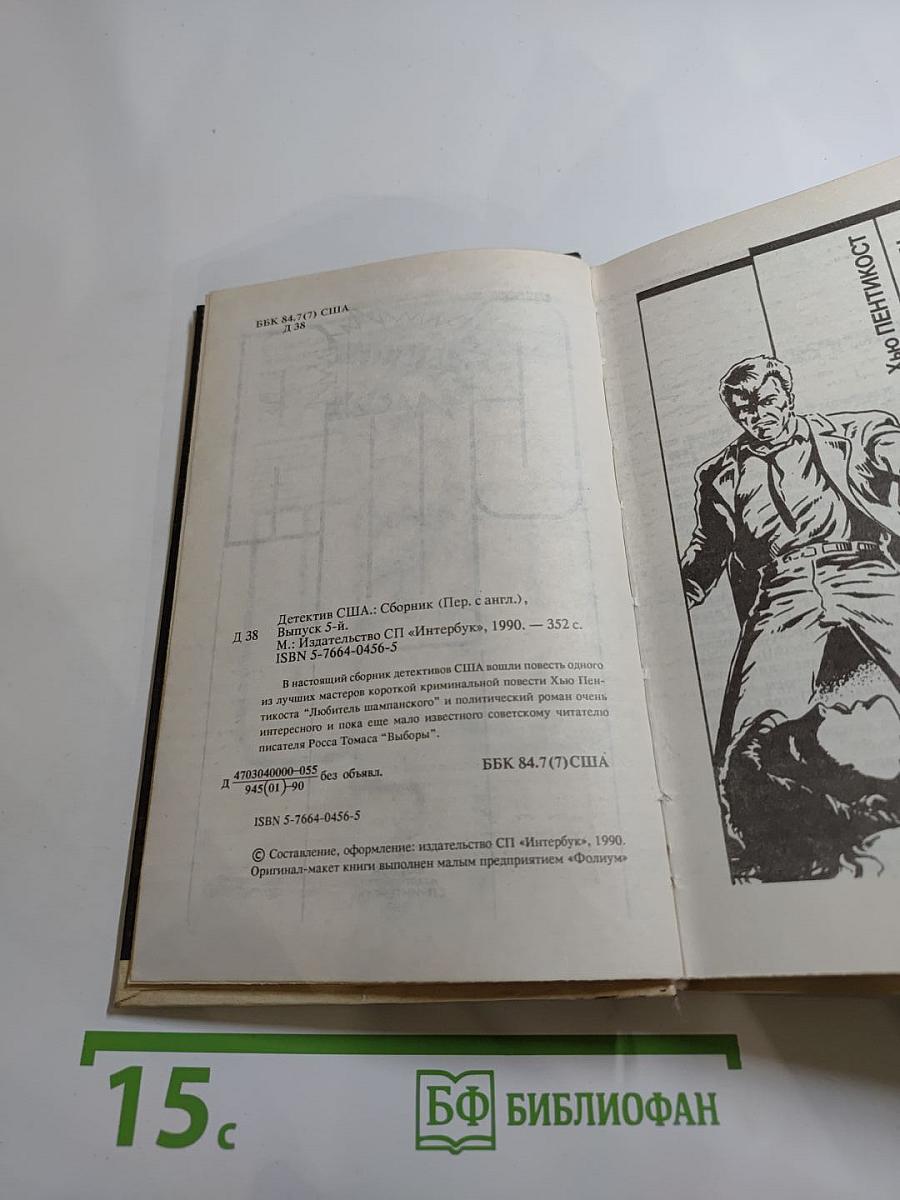 ББК 84.7(7) США
Д 38
Детектив США.: Сборник (Пер. с англ.),
Д 38 Выпуск 5-й.
М.: Издательство СП «Интербук», 1990. — 352 с.
ISBN 5-7664-0456-5
В настоящий сборник детективов США вошли повесть одного
из лучших мастеров короткой криминальной повести Хью Пен-
тикоста "Любитель шампанского" и политический роман очень
интересного и пока еще мало известного советскому читателю
писателя Росса Томаса "Выборы".
Д 4703040000–055 без объявл.
945(01)–90
ББК 84.7(7)США
ISBN 5-7664-0456-5
© Составление, оформление: издательство СП «Интербук», 1990.
Оригинал-макет книги выполнен малым предприятием «Фолиум»
ХЬЮ ПЕНТИКОСТ
15 с
БФ БИБЛИОФАН